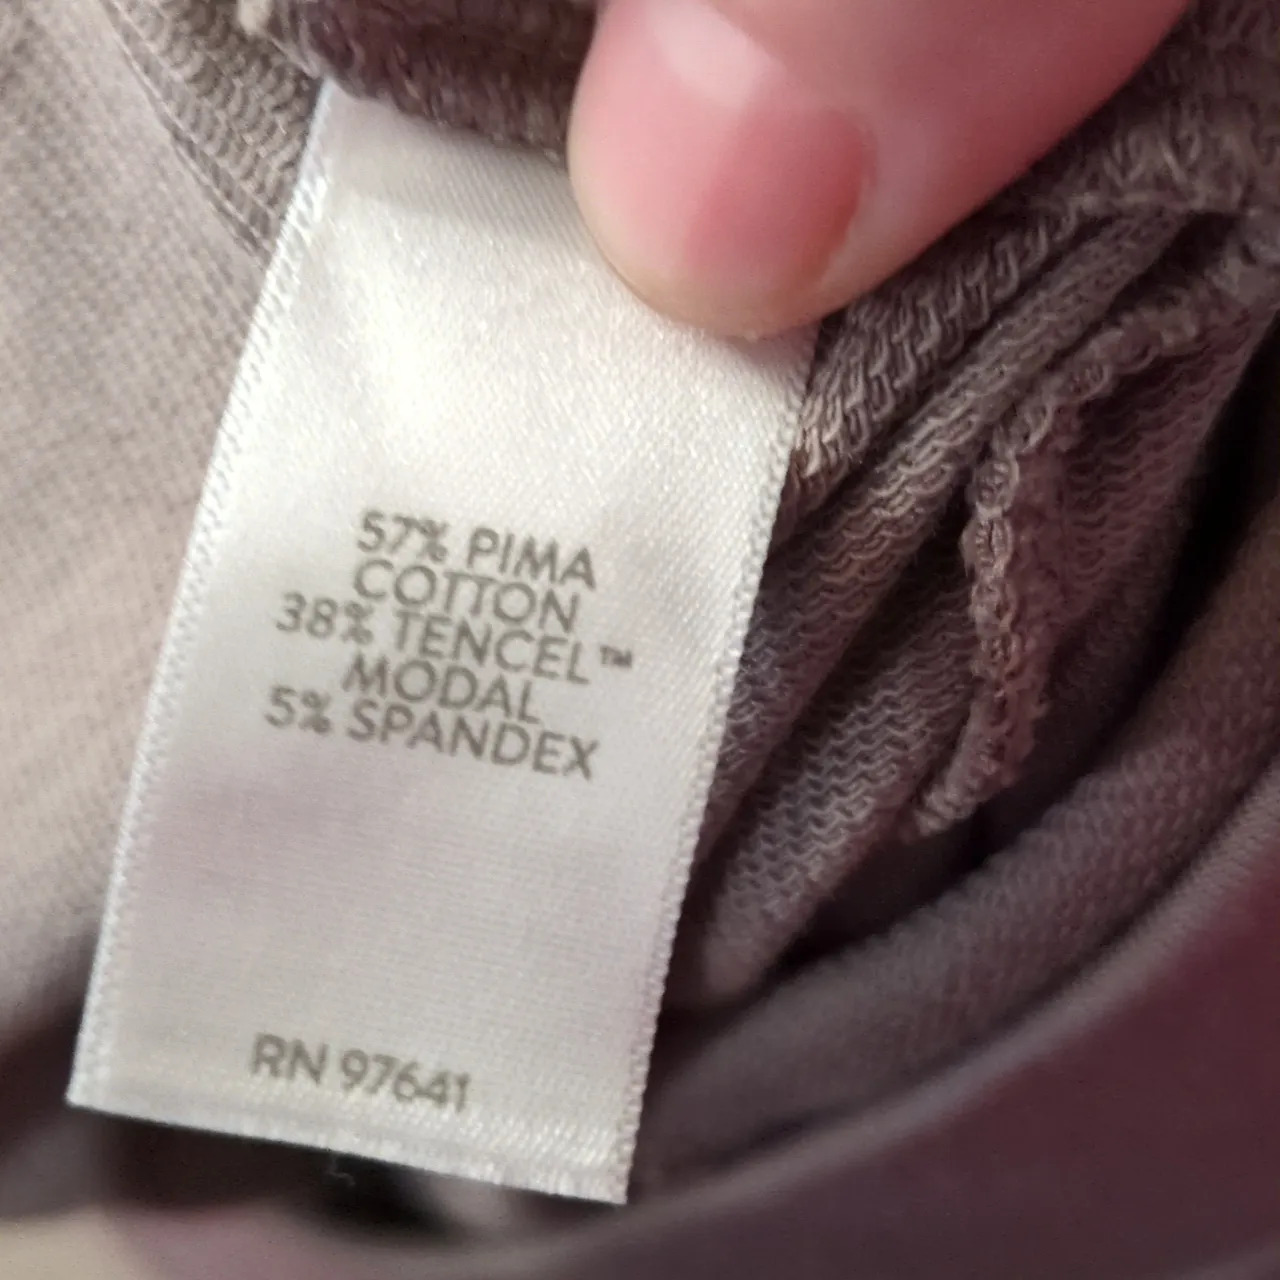 57% PIMA
COTTON
38% TENCEL™
MODAL
5% SPANDEX
RN 97641